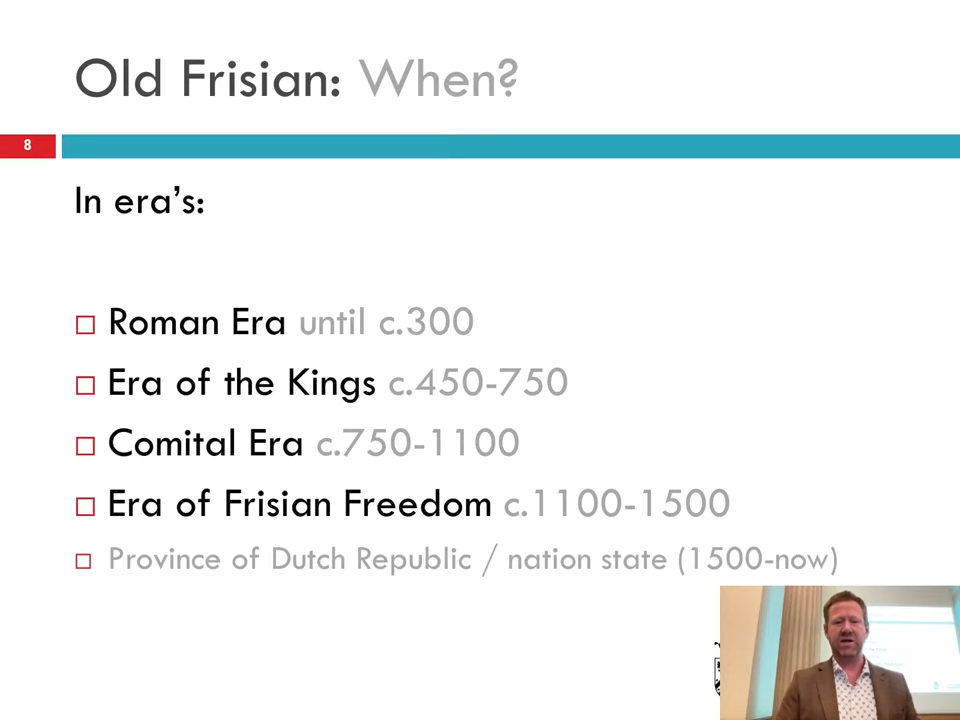 Old Frisian: When?
8
In era’s:
Roman Era until c.300
Era of the Kings c.450-750
Comital Era c.750-1100
Era of Frisian Freedom c.1100-1500
Province of Dutch Republic / nation state (1500-now)